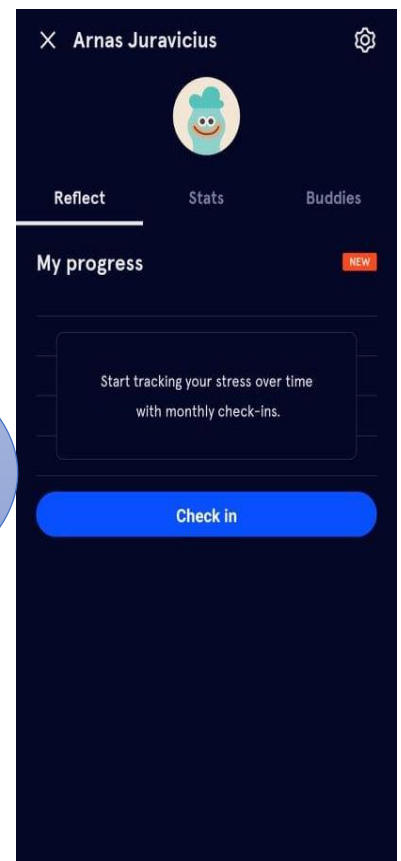 Arnas Juravicius
Reflect Stats Buddies
My progress NEW
Start tracking your stress over time
with monthly check-ins.
Check in